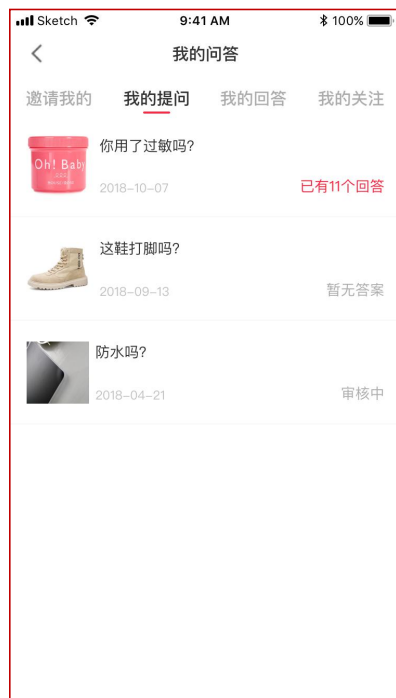 Sketch 9:41 AM 100%
我的问答
邀请我的 我的提问 我的回答 我的关注
Oh! Baby
你用了过敏吗?
2018-10-07 已有11个回答
这鞋打脚吗?
2018-09-13 暂无答案
防水吗?
2018-04-21 审核中